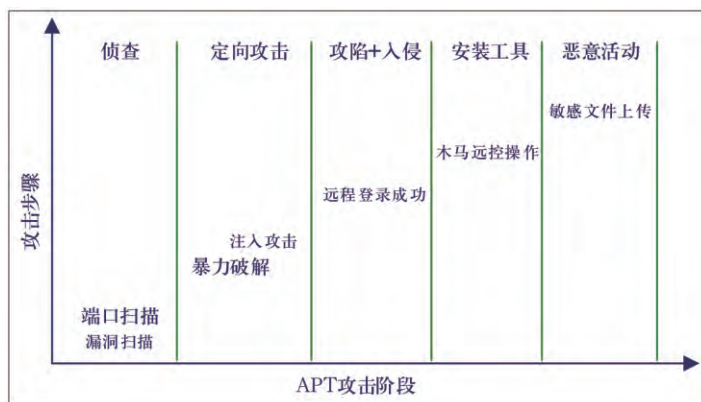 侦查
定向攻击
攻陷+入侵
安装工具
恶意活动
敏感文件上传
木马远控操作
远程登录成功
注入攻击
暴力破解
端口扫描
漏洞扫描
攻击步骤
APT攻击阶段